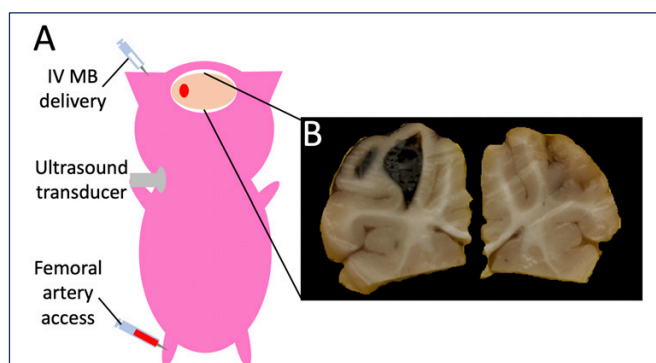 A
IV MB
delivery
B
Ultrasound
transducer
Femoral
artery
access